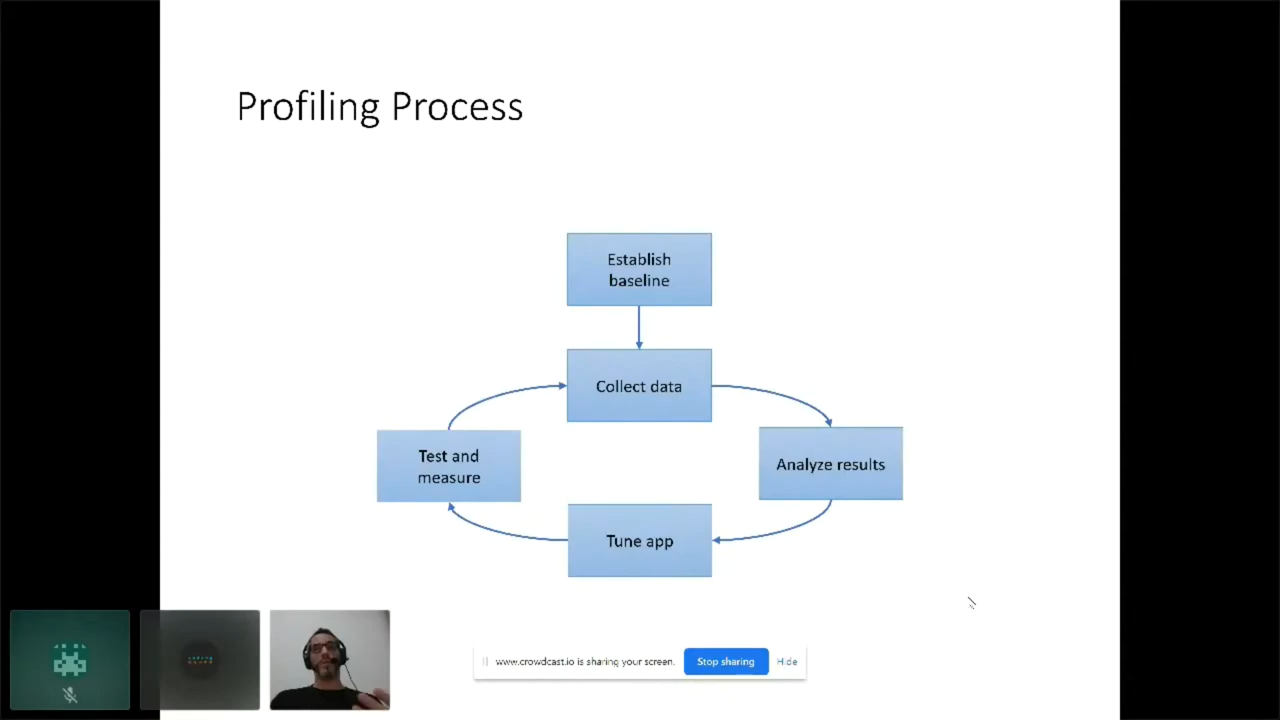 Profiling Process
Establish
baseline
Collect data
Test and
measure
Analyze results
Tune app
www.crowdcast.io is sharing your screen.
Stop sharing
Hide